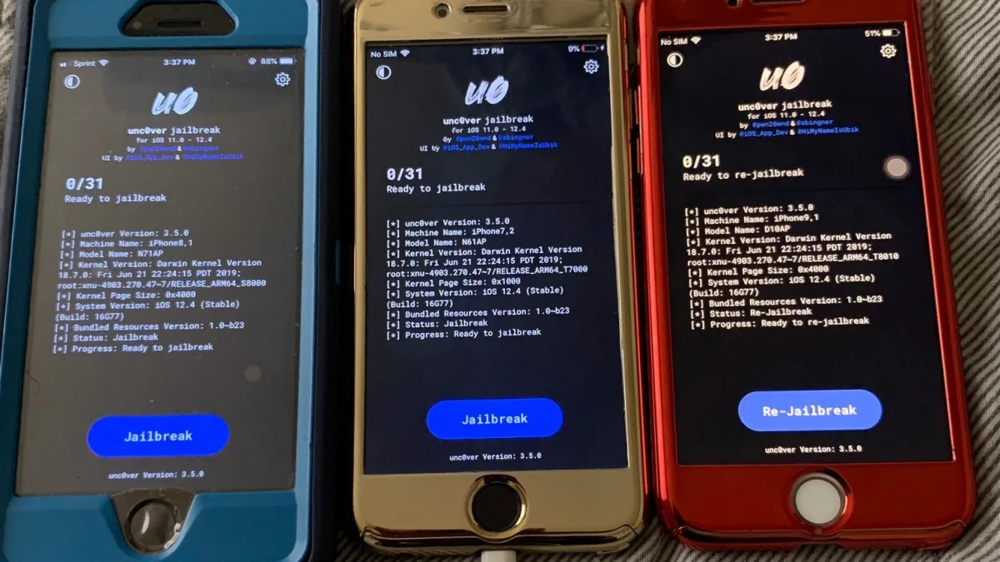 Sprint
3:37 PM
88%
u0
unc0ver jailbreak
for iOS 11.0 - 12.4
by @pwn20wnd & @sbingner
UI by @iOS_App_Dev & @HiMyNameIsUbik
0/31
Ready to jailbreak
[*] unc0ver Version: 3.5.0
[*] Machine Name: iPhone8,1
[*] Model Name: N71AP
[*] Kernel Version: Darwin Kernel Version
18.7.0: Fri Jun 21 22:24:15 PDT 2019;
root:xnu-4903.270.47~7/RELEASE_ARM64_S8000
[*] Kernel Page Size: 0x4000
[*] System Version: iOS 12.4 (Stable)
(Build: 16G77)
[*] Bundled Resources Version: 1.0~b23
[*] Status: Jailbreak
[*] Progress: Ready to jailbreak
Jailbreak
unc0ver Version: 3.5.0
No SIM
3:37 PM
9%
u0
unc0ver jailbreak
for iOS 11.0 - 12.4
by @pwn20wnd & @sbingner
UI by @iOS_App_Dev & @HiMyNameIsUbik
0/31
Ready to jailbreak
[*] unc0ver Version: 3.5.0
[*] Machine Name: iPhone7,2
[*] Model Name: N61AP
[*] Kernel Version: Darwin Kernel Version
18.7.0: Fri Jun 21 22:24:15 PDT 2019;
root:xnu-4903.270.47~7/RELEASE_ARM64_T7000
[*] Kernel Page Size: 0x1000
[*] System Version: iOS 12.4 (Stable)
(Build: 16G77)
[*] Bundled Resources Version: 1.0~b23
[*] Status: Jailbreak
[*] Progress: Ready to jailbreak
Jailbreak
unc0ver Version: 3.5.0
No SIM
3:37 PM
51%
u0
unc0ver jailbreak
for iOS 11.0 - 12.4
by @pwn20wnd & @sbingner
UI by @iOS_App_Dev & @HiMyNameIsUbik
0/31
Ready to re-jailbreak
[*] unc0ver Version: 3.5.0
[*] Machine Name: iPhone9,1
[*] Model Name: D10AP
[*] Kernel Version: Darwin Kernel Version
18.7.0: Fri Jun 21 22:24:15 PDT 2019;
root:xnu-4903.270.47~7/RELEASE_ARM64_T8010
[*] Kernel Page Size: 0x4000
[*] System Version: iOS 12.4 (Stable)
(Build: 16G77)
[*] Bundled Resources Version: 1.0~b23
[*] Status: Re-Jailbreak
[*] Progress: Ready to re-jailbreak
Re-Jailbreak
unc0ver Version: 3.5.0